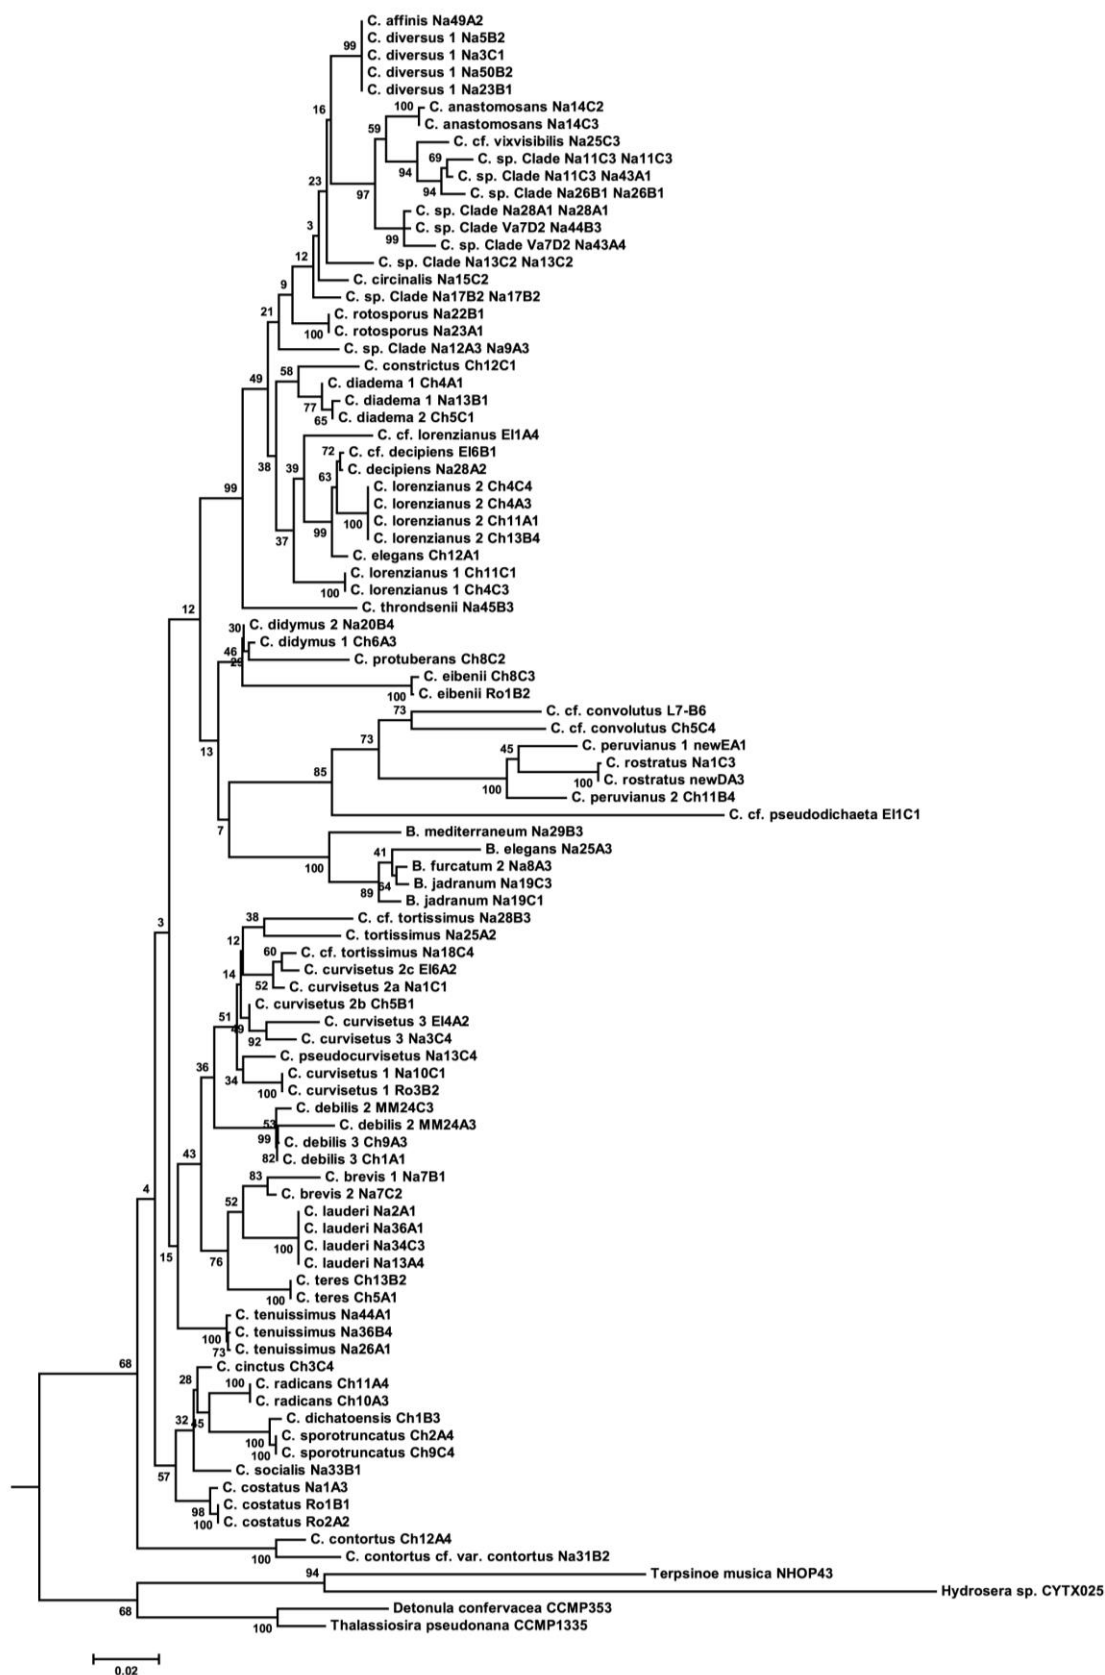 C. affinis Na49A2
C. diversus 1 Na5B2
99
C. diversus 1 Na3C1
C. diversus 1 Na50B2
C. diversus 1 Na23B1
16
100
C. anastomosans Na14C2
59
C. anastomosans Na14C3
C. cf. vixvisibilis Na25C3
69
C. sp. Clade Na11C3 Na11C3
94
C. sp. Clade Na11C3 Na43A1
23
97
94
C. sp. Clade Na26B1 Na26B1
C. sp. Clade Na28A1 Na28A1
3
C. sp. Clade Va7D2 Na44B3
99
C. sp. Clade Va7D2 Na43A4
12
C. sp. Clade Na13C2 Na13C2
9
C. circinalis Na15C2
C. sp. Clade Na17B2 Na17B2
21
C. rotosporus Na22B1
100
C. rotosporus Na23A1
C. sp. Clade Na12A3 Na9A3
49
58
C. constrictus Ch12C1
C. diadema 1 Ch4A1
77
C. diadema 1 Na13B1
65
C. diadema 2 Ch5C1
C. cf. lorenzianus El1A4
72
C. cf. decipiens El6B1
38
39
C. decipiens Na28A2
63
99
C. lorenzianus 2 Ch4C4
C. lorenzianus 2 Ch4A3
100
C. lorenzianus 2 Ch11A1
37
99
C. lorenzianus 2 Ch13B4
C. elegans Ch12A1
C. lorenzianus 1 Ch11C1
100
C. lorenzianus 1 Ch4C3
12
C. throndsenii Na45B3
30
C. didymus 2 Na20B4
C. didymus 1 Ch6A3
46
29
C. protuberans Ch8C2
C. eibenii Ch8C3
100
C. eibenii Ro1B2
73
C. cf. convolutus L7-B6
C. cf. convolutus Ch5C4
13
73
45
C. peruvianus 1 newEA1
C. rostratus Na1C3
85
100
100
C. rostratus newDA3
C. peruvianus 2 Ch11B4
C. cf. pseudodichaeta El1C1
7
B. mediterraneum Na29B3
41
B. elegans Na25A3
100
B. furcatum 2 Na8A3
64
B. jadranum Na19C3
89
B. jadranum Na19C1
3
38
C. cf. tortissimus Na28B3
12
C. tortissimus Na25A2
60
C. cf. tortissimus Na18C4
14
C. curvisetus 2c El6A2
52
C. curvisetus 2a Na1C1
C. curvisetus 2b Ch5B1
51
49
C. curvisetus 3 El4A2
92
C. curvisetus 3 Na3C4
C. pseudocurvisetus Na13C4
36
34
C. curvisetus 1 Na10C1
100
C. curvisetus 1 Ro3B2
C. debilis 2 MM24C3
53
C. debilis 2 MM24A3
99
C. debilis 3 Ch9A3
43
82
C. debilis 3 Ch1A1
83
C. brevis 1 Na7B1
4
C. brevis 2 Na7C2
52
C. lauderi Na2A1
C. lauderi Na36A1
100
C. lauderi Na34C3
15
76
C. lauderi Na13A4
C. teres Ch13B2
100
C. teres Ch5A1
C. tenuissimus Na44A1
100
C. tenuissimus Na36B4
73
C. tenuissimus Na26A1
68
C. cinctus Ch3C4
28
100
C. radicans Ch11A4
C. radicans Ch10A3
32
45
C. dichatoensis Ch1B3
100
C. sporotruncatus Ch2A4
100
C. sporotruncatus Ch9C4
57
C. socialis Na33B1
C. costatus Na1A3
98
C. costatus Ro1B1
100
C. costatus Ro2A2
C. contortus Ch12A4
100
C. contortus cf. var. contortus Na31B2
94
Terpsinoe musica NHOP43
Hydrosera sp. CYTX025
68
Detonula confervacea CCMP353
100
Thalassiosira pseudonana CCMP1335
0.02